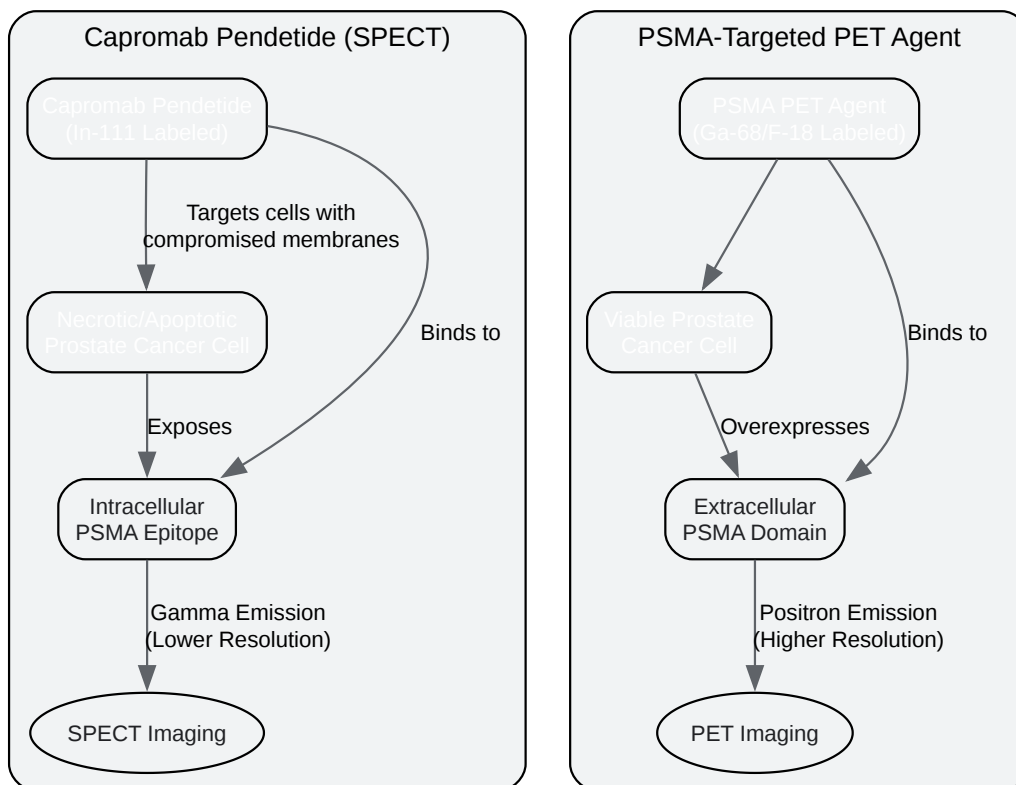 Capromab Pendetide (SPECT)
Capromab Pendetide
(In-111 Labeled)
Targets cells with
compromised membranes
Necrotic/Apoptotic
Prostate Cancer Cell
Binds to
Exposes
Intracellular
PSMA Epitope
Gamma Emission
(Lower Resolution)
SPECT Imaging
PSMA-Targeted PET Agent
PSMA PET Agent
(Ga-68/F-18 Labeled)
Viable Prostate
Cancer Cell
Binds to
Overexpresses
Extracellular
PSMA Domain
Positron Emission
(Higher Resolution)
PET Imaging